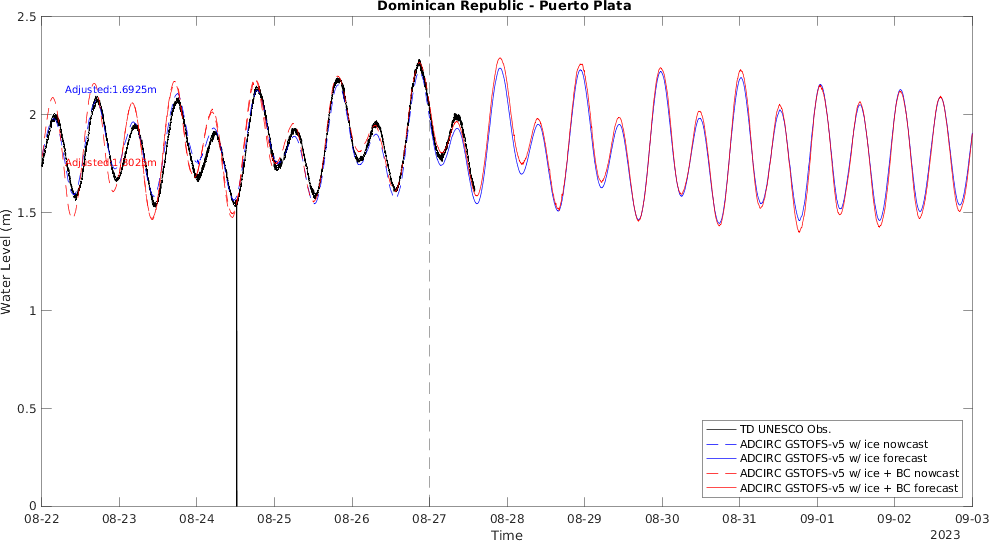 Dominican Republic - Puerto Plata
2.5
2
1.5
1
0.5
0
Water Level (m)
Adjusted:1.6925m
TD UNESCO Obs.
ADCIRC GSTOFS-v5 w/ ice nowcast
ADCIRC GSTOFS-v5 w/ ice forecast
ADCIRC GSTOFS-v5 w/ ice + BC nowcast
ADCIRC GSTOFS-v5 w/ ice + BC forecast
08-22 08-23 08-24 08-25 08-26 08-27 08-28 08-29 08-30 08-31 09-01 09-02 09-03
Time
2023